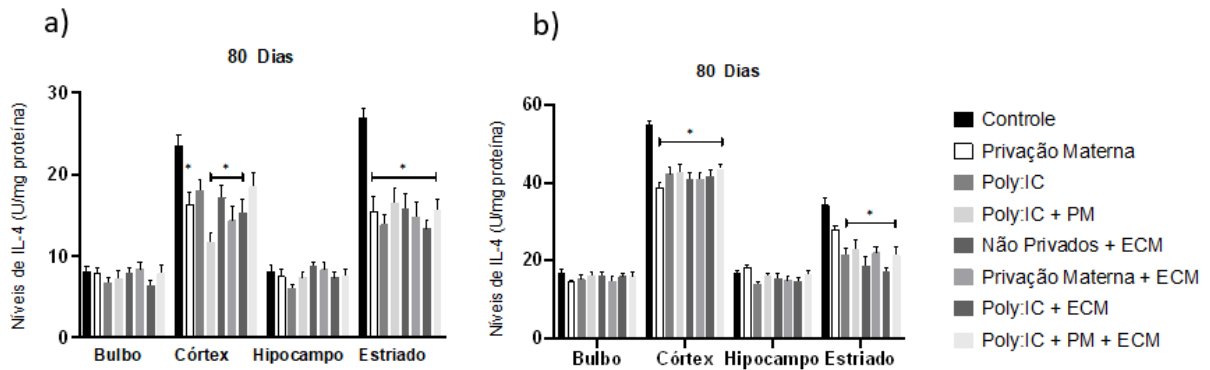 a)
80 Dias
Níveis de IL-4 (U/mg proteína)
30
20
10
0
*
*
*
Bulbo Córtex Hipocampo Estriado
b)
80 Dias
Níveis de IL-4 (U/mg proteína)
60
40
20
0
*
*
Bulbo Córtex Hipocampo Estriado
Controle
Privação Materna
Poly:IC
Poly:IC + PM
Não Privados + ECM
Privação Materna + ECM
Poly:IC + ECM
Poly:IC + PM + ECM